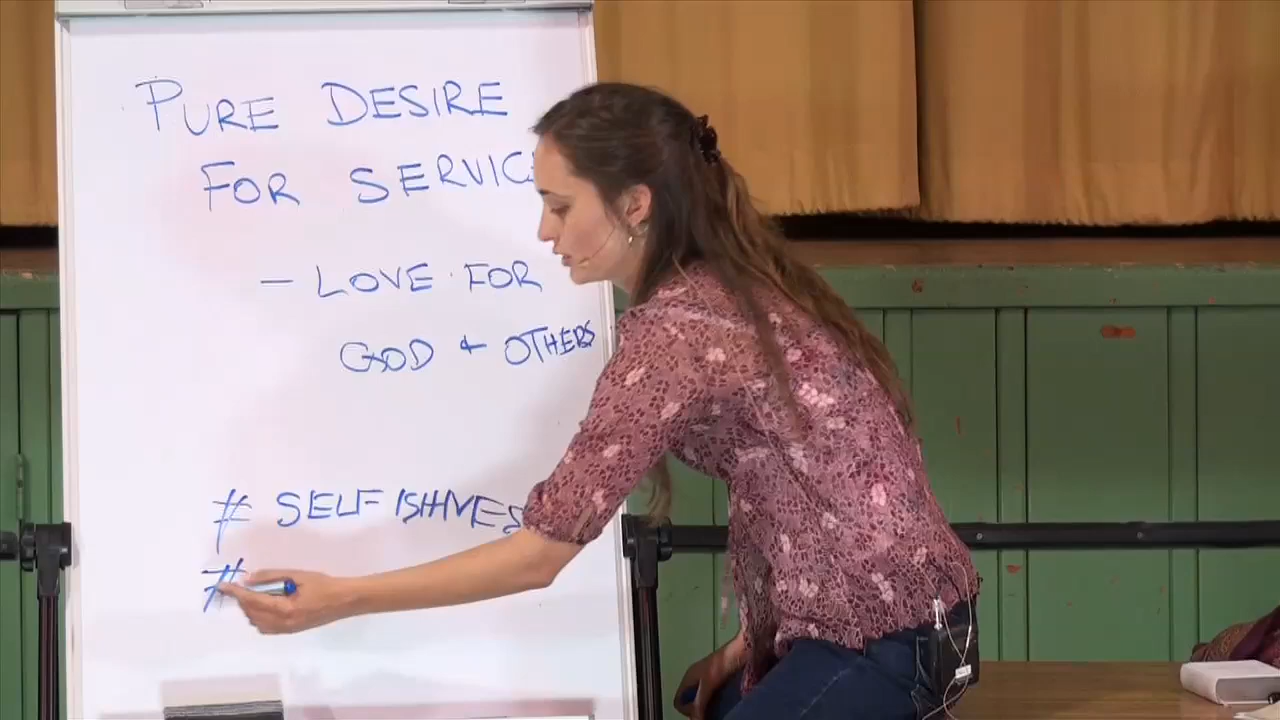 PURE DESIRE
FOR SERVIC
- LOVE FOR
GOD + OTHERS
# SELFISHNES
#